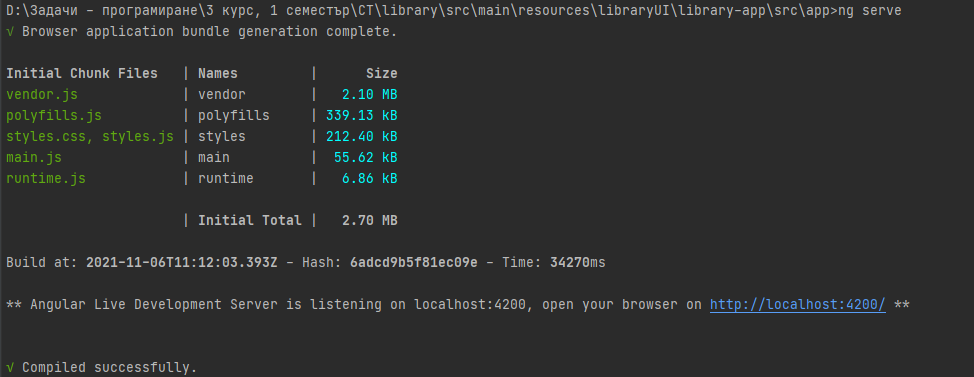 D:\Задачи - програмиране\3 курс, 1 семестър\СТ\library\src\main\resources\libraryUI\library-app\src\app>ng serve
√ Browser application bundle generation complete.
Initial Chunk Files | Names | Size
vendor.js | vendor | 2.10 MB
polyfills.js | polyfills | 339.13 kB
styles.css, styles.js | styles | 212.40 kB
main.js | main | 55.62 kB
runtime.js | runtime | 6.86 kB
| Initial Total | 2.70 MB
Build at: 2021-11-06T11:12:03.393Z - Hash: 6adcd9b5f81ec09e - Time: 34270ms
** Angular Live Development Server is listening on localhost:4200, open your browser on http://localhost:4200/ **
√ Compiled successfully.